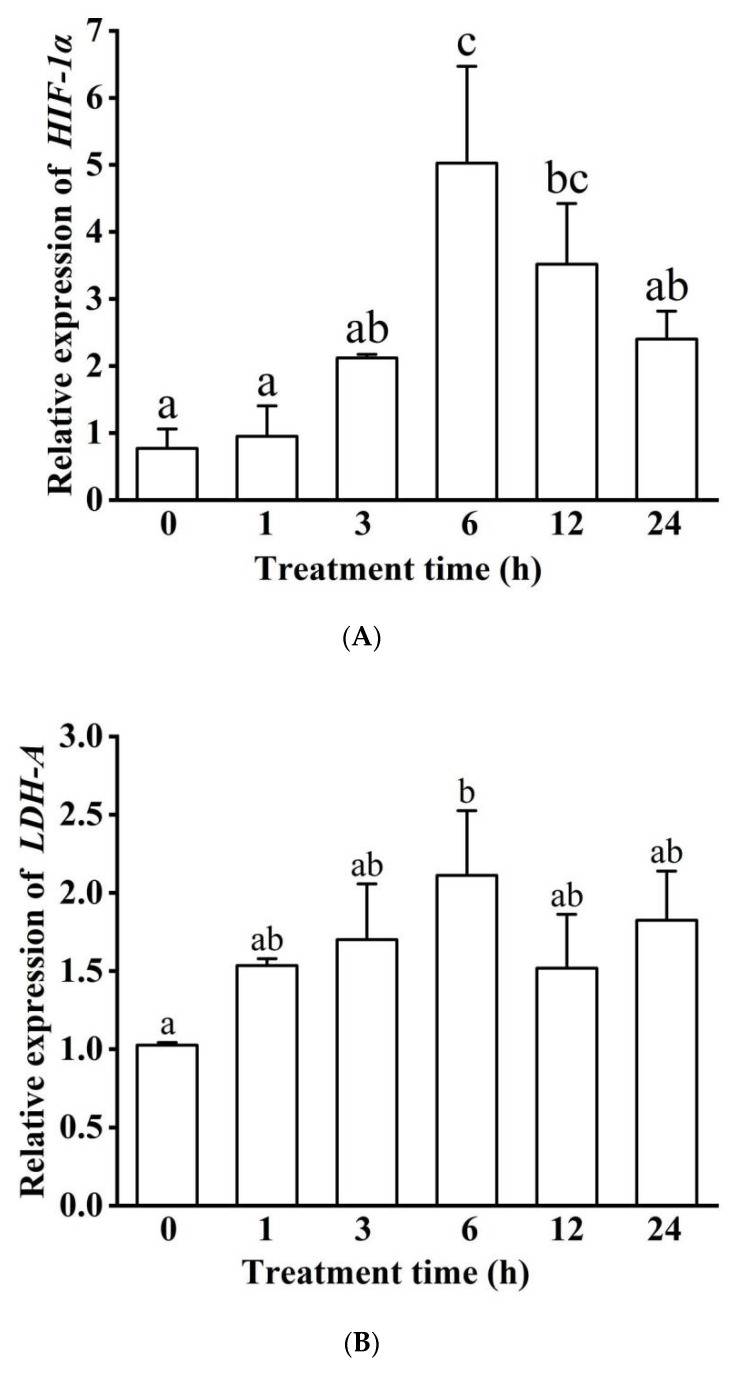 Relative expression of HIF-1α
7
6
5
4
3
2
1
0
a
a
ab
c
bc
ab
0 1 3 6 12 24
Treatment time (h)
(A)
Relative expression of LDH-A
3.0
2.5
2.0
1.5
1.0
0.5
0.0
a
ab
ab
b
ab
ab
0 1 3 6 12 24
Treatment time (h)
(B)